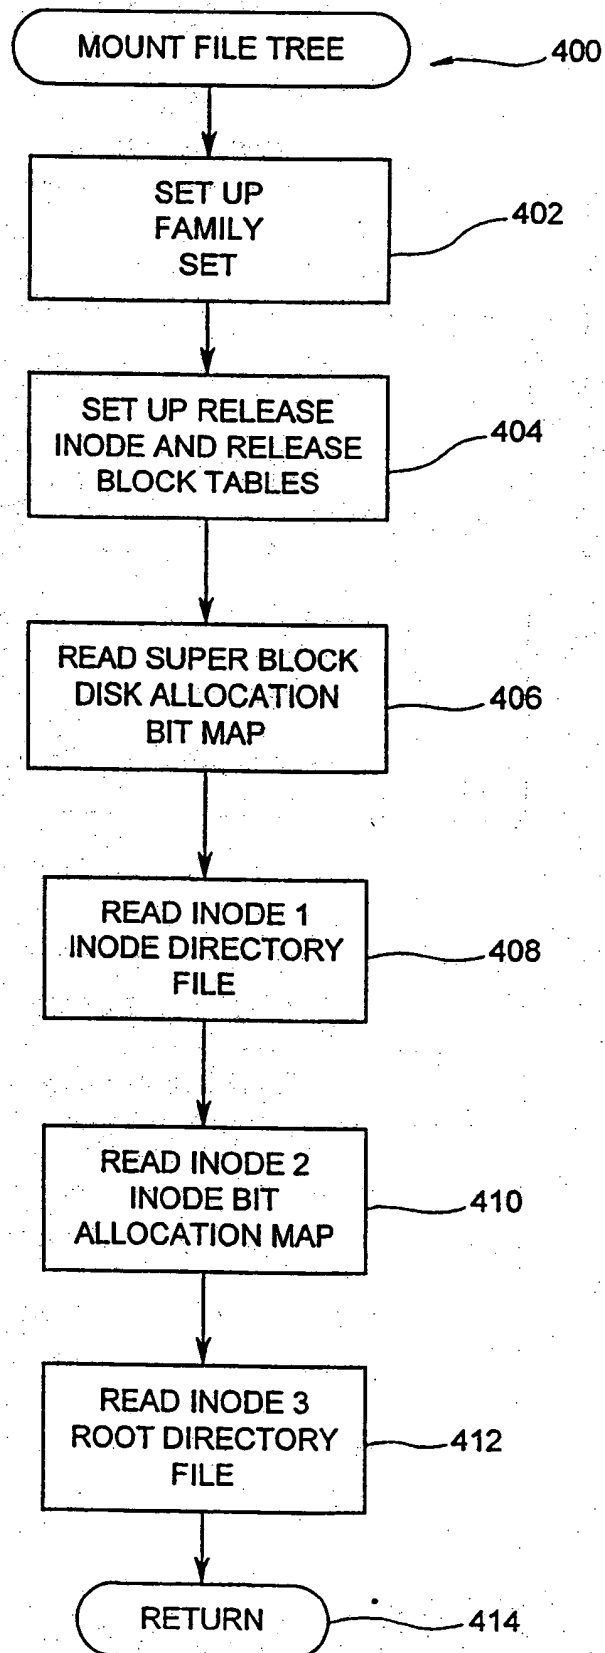 MOUNT FILE TREE
400
SET UP
FAMILY
SET
402
SET UP RELEASE
INODE AND RELEASE
BLOCK TABLES
404
READ SUPER BLOCK
DISK ALLOCATION
BIT MAP
406
READ INODE 1
INODE DIRECTORY
FILE
408
READ INODE 2
INODE BIT
ALLOCATION MAP
410
READ INODE 3
ROOT DIRECTORY
FILE
412
RETURN
414